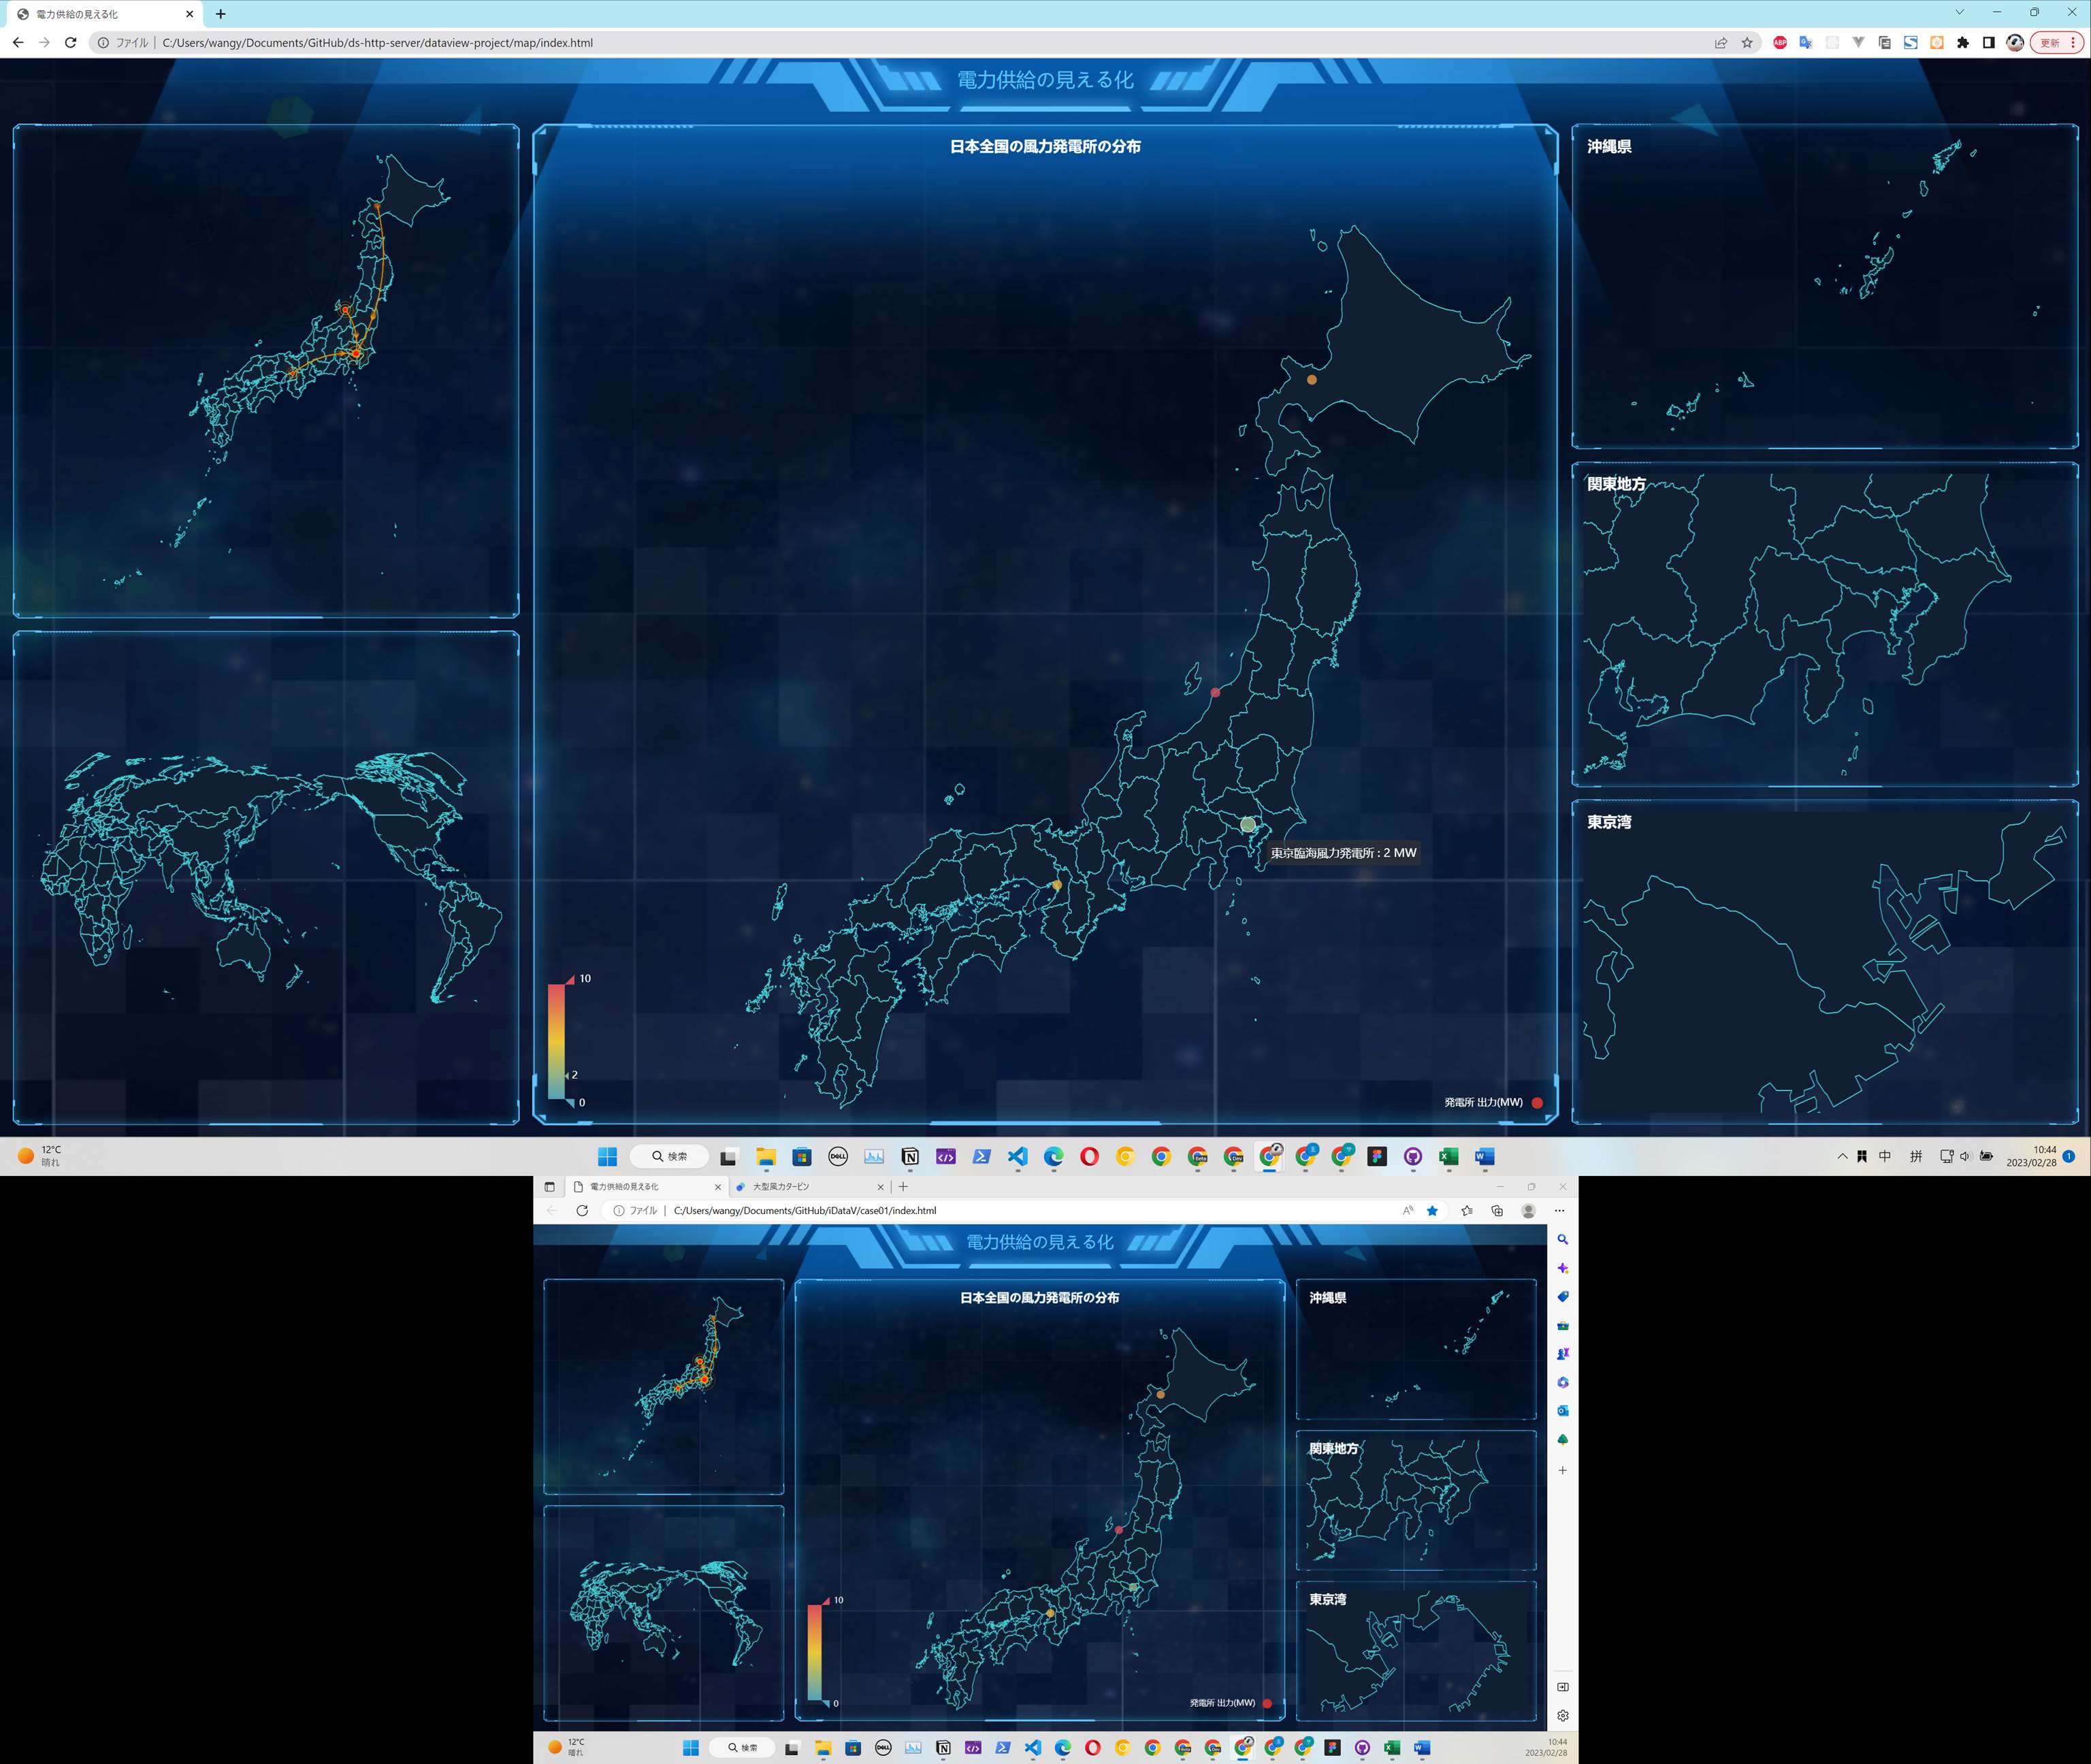 電力供給の見える化
ファイル | C:/Users/wangy/Documents/GitHub/ds-http-server/dataview-project/map/index.html
ABP
更新
電力供給の見える化
日本全国の風力発電所の分布
沖縄県
関東地方
東京湾
東京臨海風力発電所 : 2 MW
10
2
0
発電所 出力(MW)
12°C
晴れ
検索
DELL
Beta
Dev
中
拼
10:44
2023/02/28
1
電力供給の見える化
大型風力タービン
ファイル | C:/Users/wangy/Documents/GitHub/iDataV/case01/index.html
電力供給の見える化
日本全国の風力発電所の分布
沖縄県
関東地方
東京湾
10
0
発電所 出力(MW)
12°C
晴れ
検索
DELL
10:44
2023/02/28